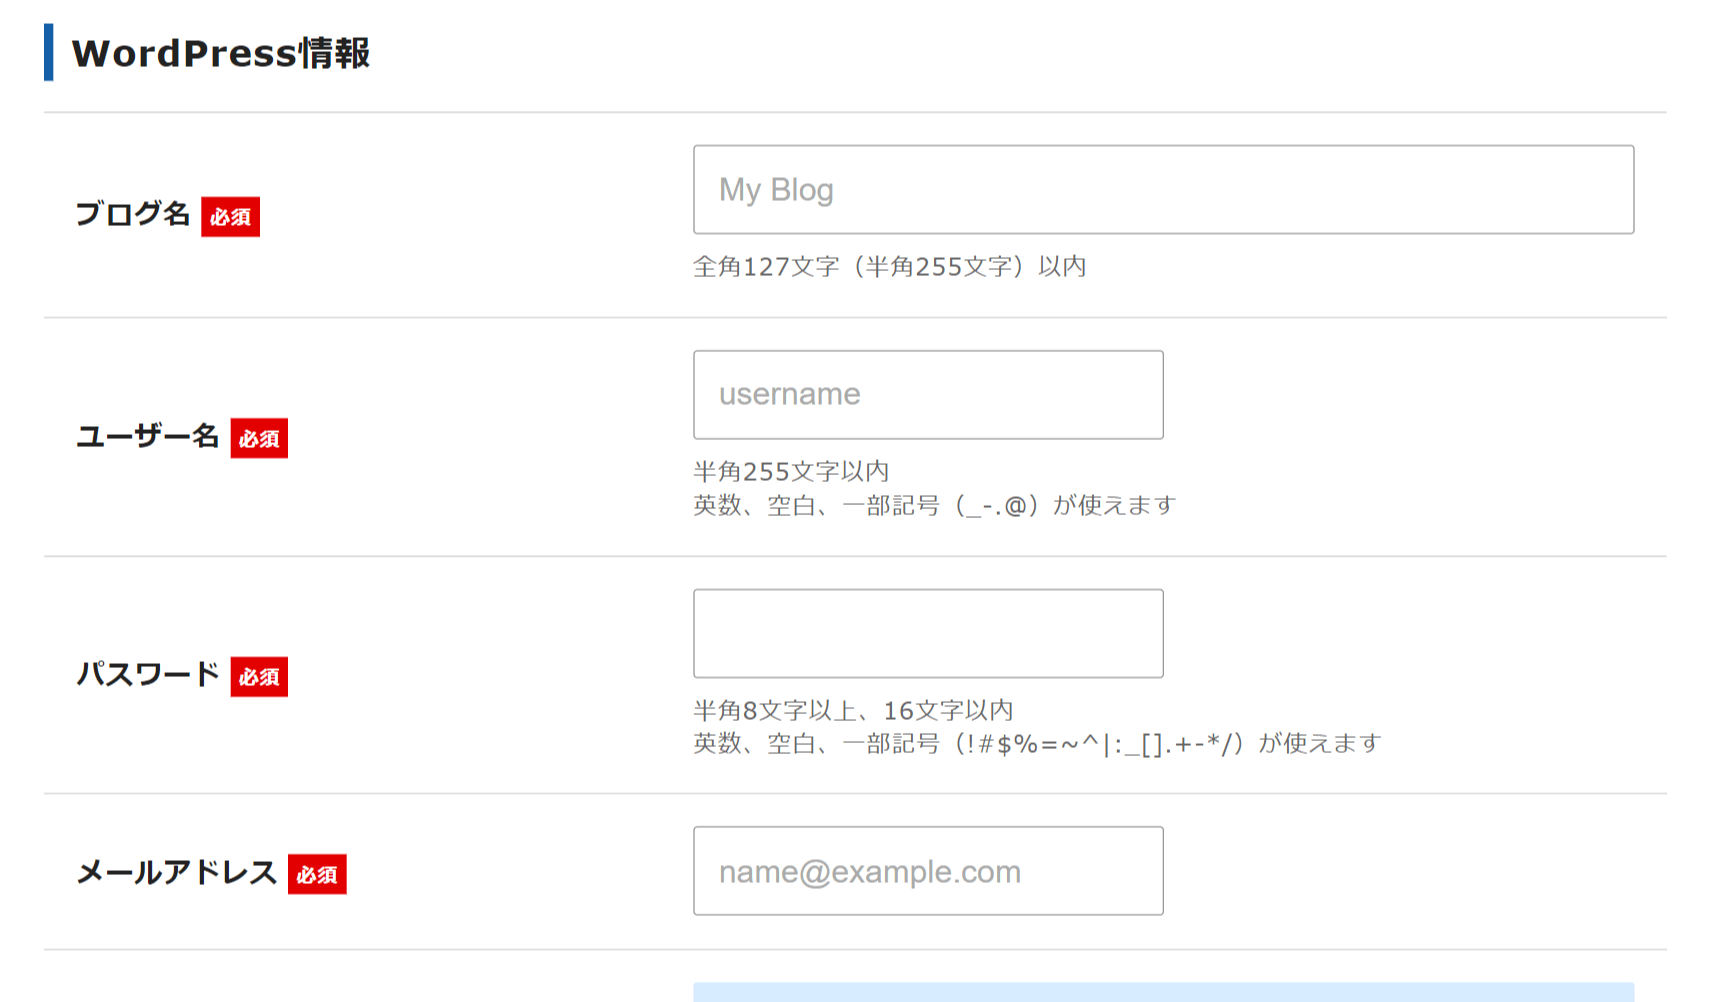 WordPress情報
ブログ名 必須
My Blog
全角127文字（半角255文字）以内
ユーザー名 必須
username
半角255文字以内
英数、空白、一部記号（_-.@）が使えます
パスワード 必須
半角8文字以上、16文字以内
英数、空白、一部記号（!#$%=~^|:_[].+-*/）が使えます
メールアドレス 必須
name@example.com